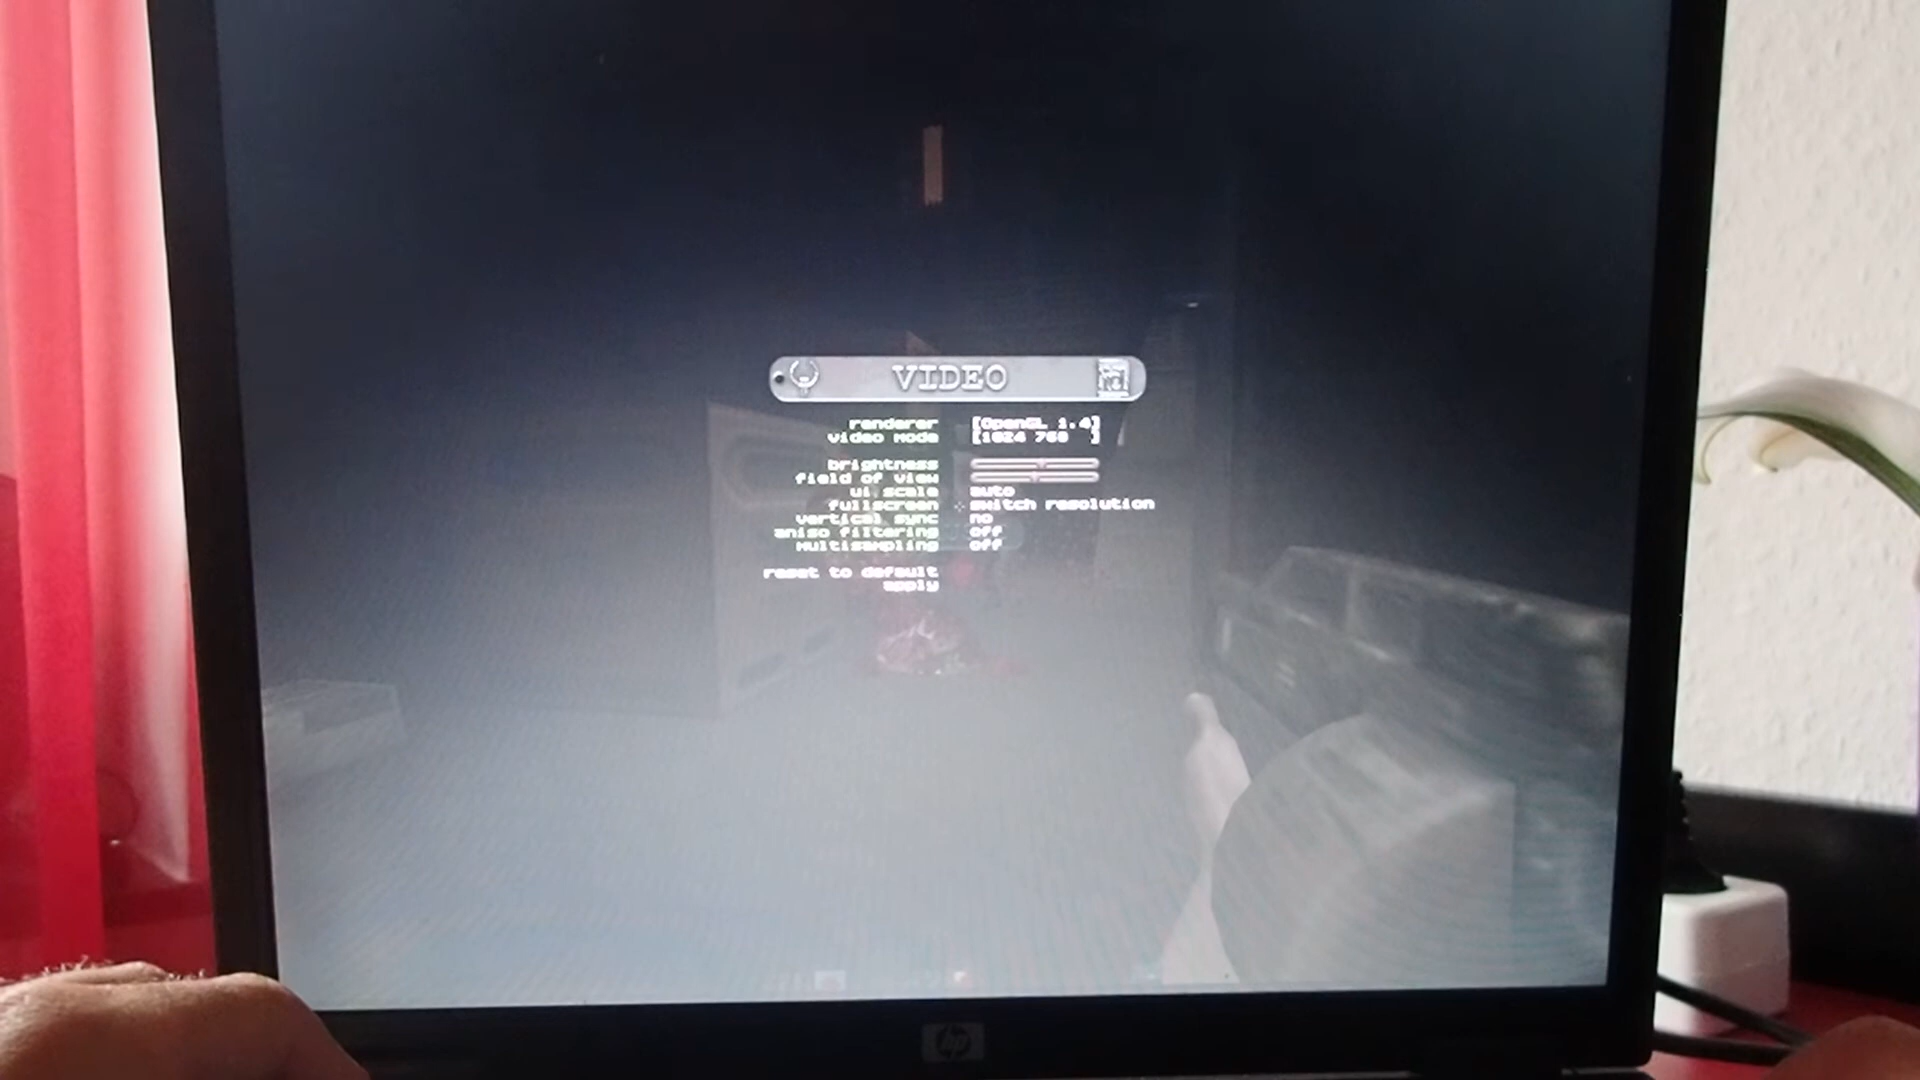 VIDEO
renderer [OpenGL 1.4]
video mode [1024 768 ]
brightness
field of view
ui scale auto
fullscreen switch resolution
vertical sync no
aniso filtering off
multisampling off
reset to default
apply
hp